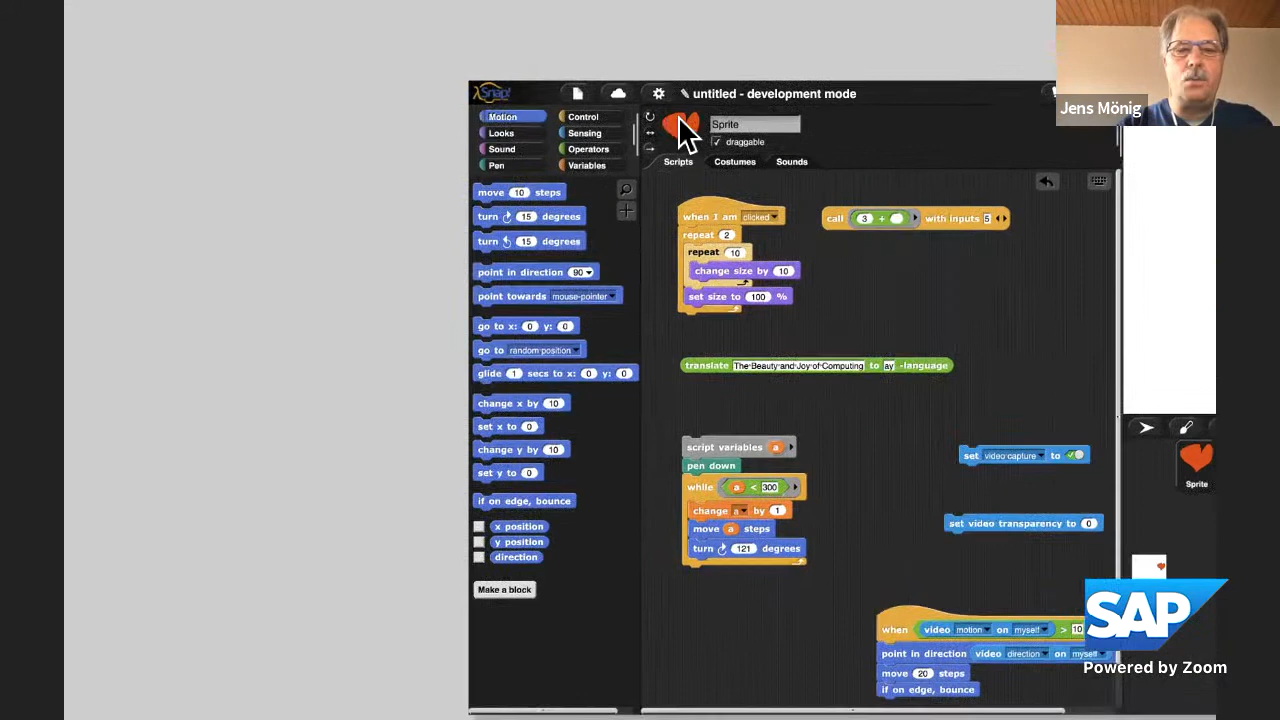 Snap!
untitled - development mode
Jens Mönig
Motion
Control
Looks
Sensing
Sound
Operators
Pen
Variables
Sprite
draggable
Scripts
Costumes
Sounds
move 10 steps
turn 15 degrees
turn 15 degrees
point in direction 90
point towards mouse-pointer
go to x: 0 y: 0
go to random position
glide 1 secs to x: 0 y: 0
change x by 10
set x to 0
change y by 10
set y to 0
if on edge, bounce
x position
y position
direction
Make a block
when I am clicked
repeat 2
repeat 10
change size by 10
set size to 100 %
call 3 + with inputs 5
translate The Beauty and Joy of Computing to ay -language
script variables a
pen down
while a < 300
change a by 1
move a steps
turn 121 degrees
set video capture to
set video transparency to 0
when video motion on myself > 10
point in direction video direction on myself
move 20 steps
if on edge, bounce
Sprite
SAP
Powered by Zoom